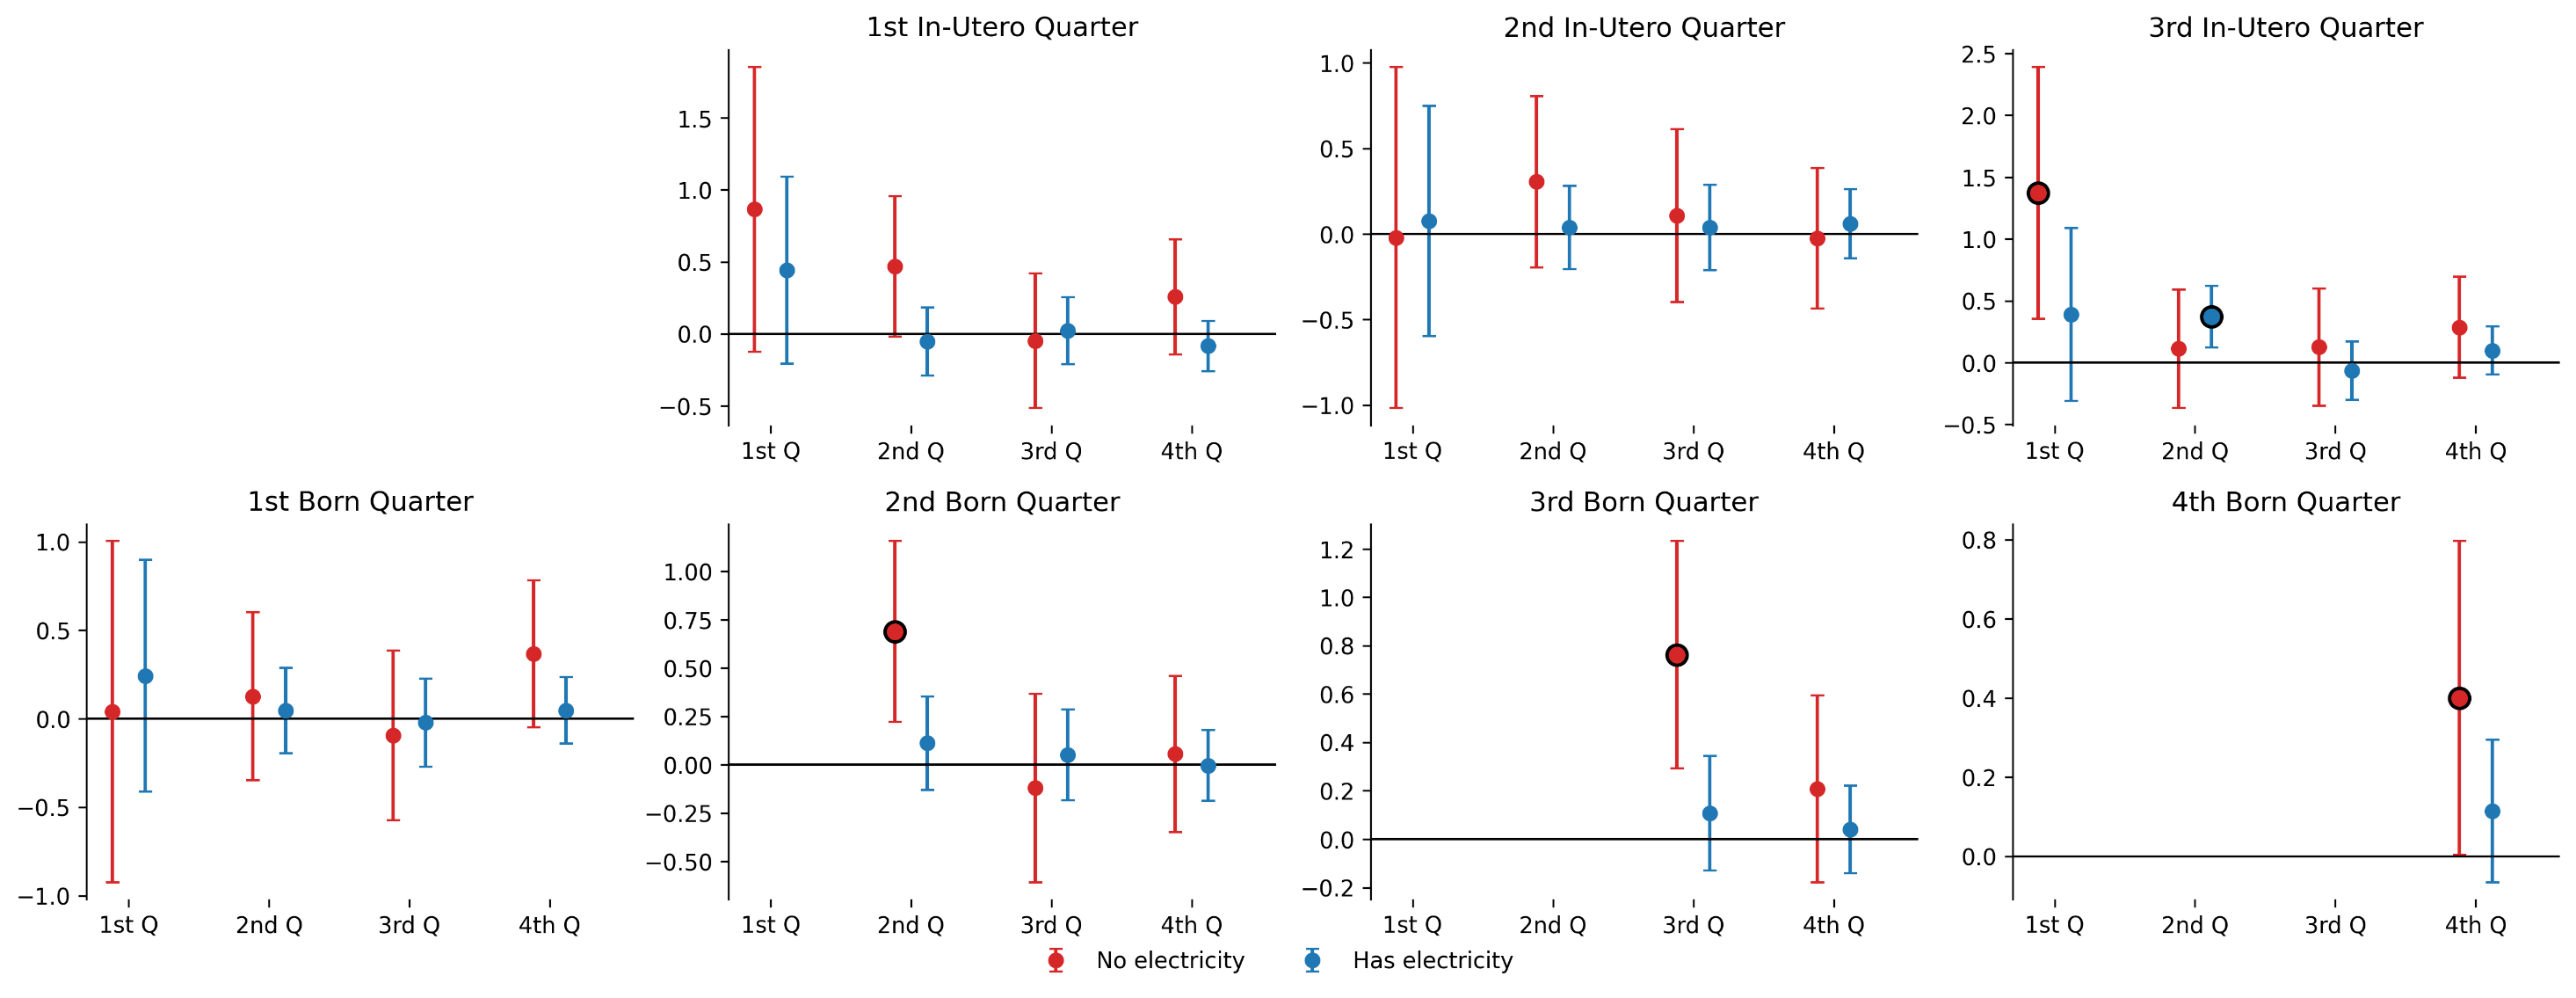 1st In-Utero Quarter
1.5
1.0
0.5
0.0
−0.5
1st Q 2nd Q 3rd Q 4th Q
2nd In-Utero Quarter
1.0
0.5
0.0
−0.5
−1.0
1st Q 2nd Q 3rd Q 4th Q
3rd In-Utero Quarter
2.5
2.0
1.5
1.0
0.5
0.0
−0.5
1st Q 2nd Q 3rd Q 4th Q
1st Born Quarter
1.0
0.5
0.0
−0.5
−1.0
1st Q 2nd Q 3rd Q 4th Q
2nd Born Quarter
1.00
0.75
0.50
0.25
0.00
−0.25
−0.50
1st Q 2nd Q 3rd Q 4th Q
3rd Born Quarter
1.2
1.0
0.8
0.6
0.4
0.2
0.0
−0.2
1st Q 2nd Q 3rd Q 4th Q
4th Born Quarter
0.8
0.6
0.4
0.2
0.0
1st Q 2nd Q 3rd Q 4th Q
No electricity Has electricity